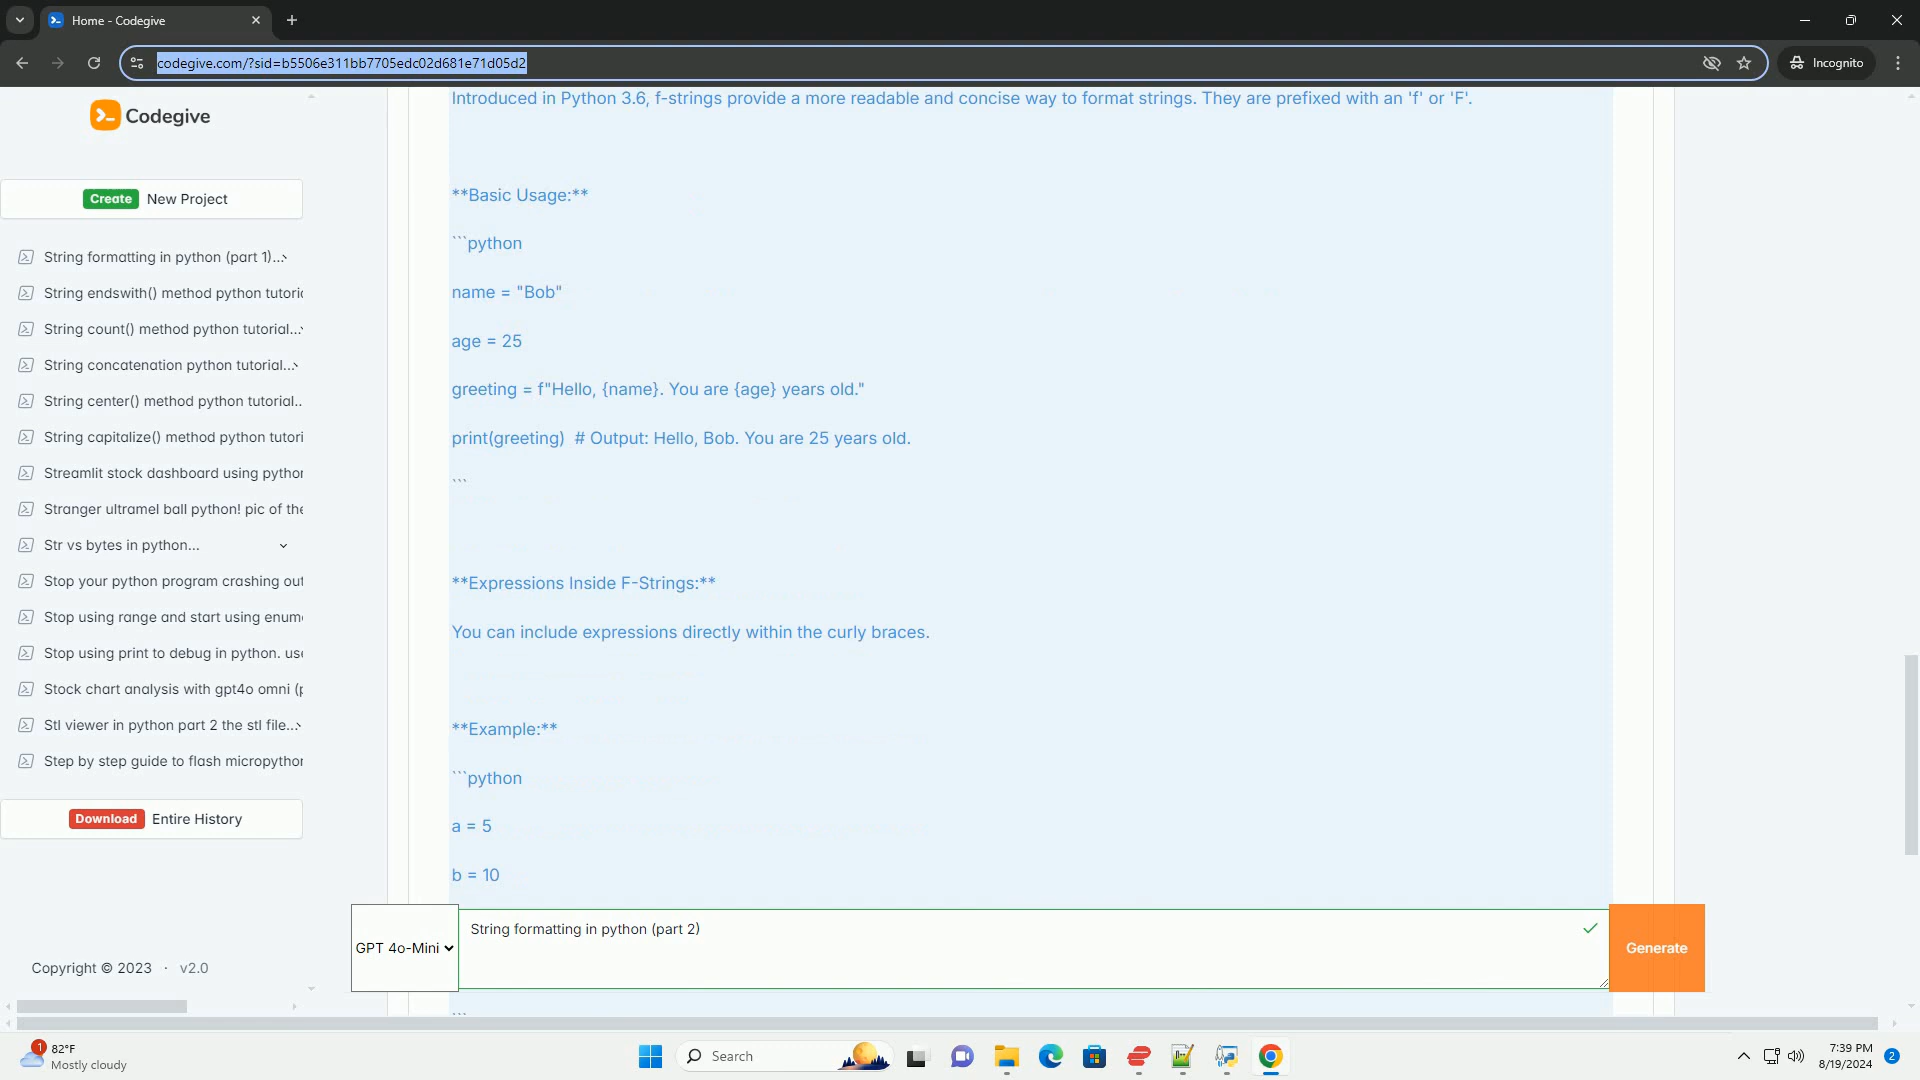 Home - Codegive
codegive.com/?sid=b5506e311bb7705edc02d681e71d05d2
Incognito
Codegive
Create New Project
String formatting in python (part 1)...
String endswith() method python tutori
String count() method python tutorial...
String concatenation python tutorial...
String center() method python tutorial..
String capitalize() method python tutori
Streamlit stock dashboard using python
Stranger ultramel ball python! pic of the
Str vs bytes in python...
Stop your python program crashing out
Stop using range and start using enum
Stop using print to debug in python. us
Stock chart analysis with gpt4o omni (p
Stl viewer in python part 2 the stl file...
Step by step guide to flash micropython
Download Entire History
Copyright © 2023 · v2.0
Introduced in Python 3.6, f-strings provide a more readable and concise way to format strings. They are prefixed with an 'f' or 'F'.
**Basic Usage:**
```python
name = "Bob"
age = 25
greeting = f"Hello, {name}. You are {age} years old."
print(greeting)  # Output: Hello, Bob. You are 25 years old.
```
**Expressions Inside F-Strings:**
You can include expressions directly within the curly braces.
**Example:**
```python
a = 5
b = 10
GPT 4o-Mini
String formatting in python (part 2)
Generate
```
1
82°F
Mostly cloudy
Search
7:39 PM
8/19/2024
2